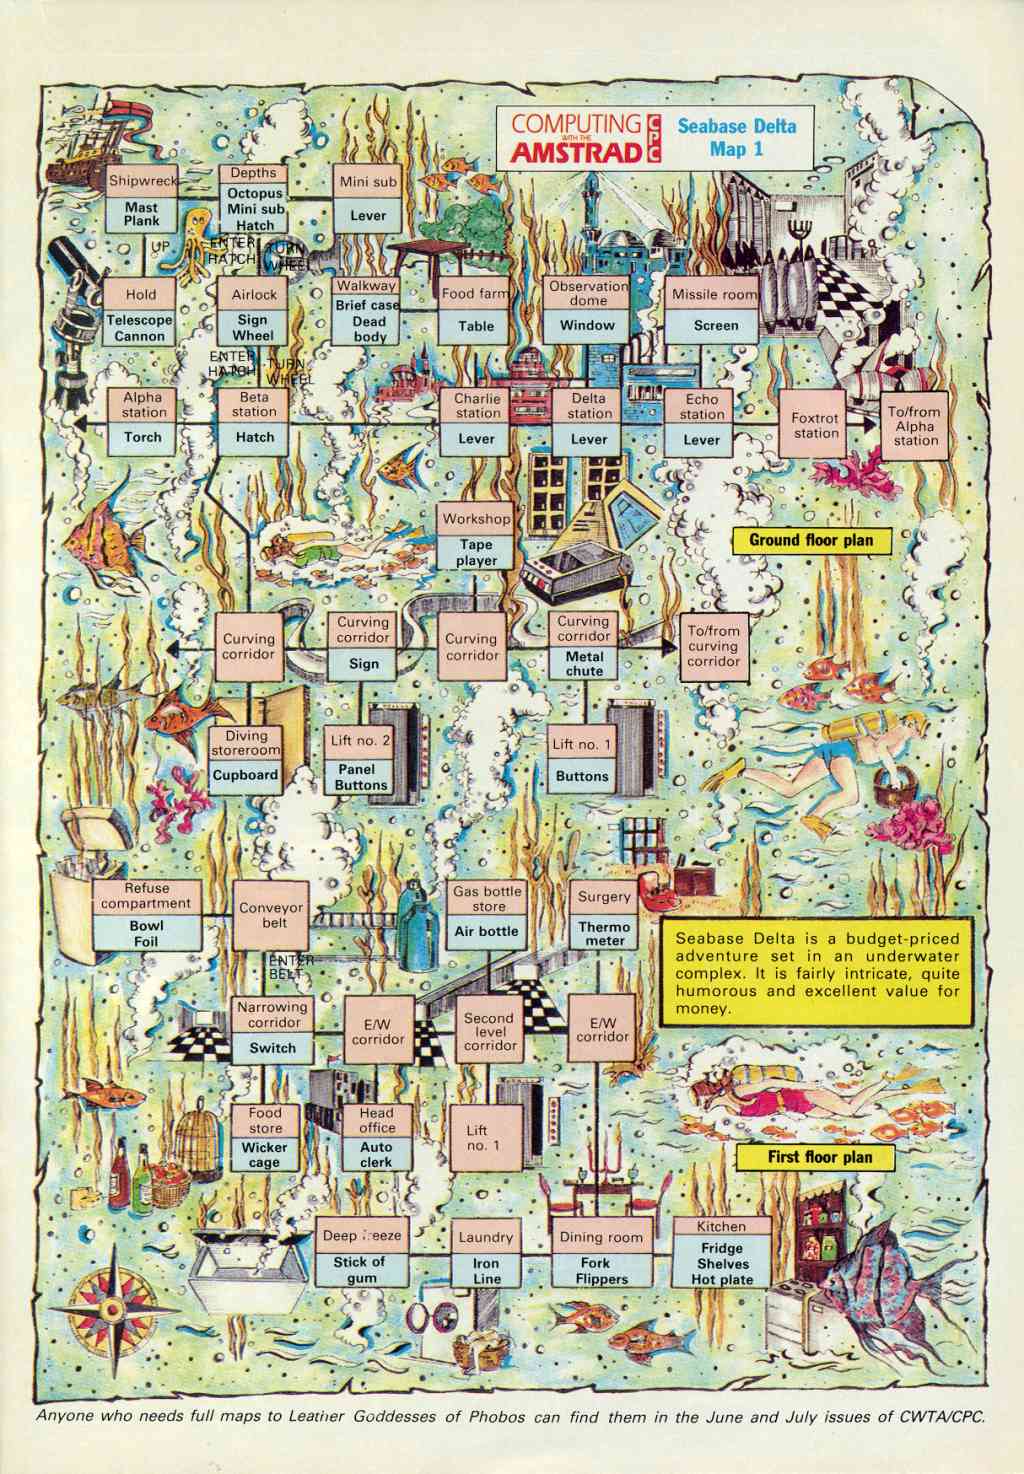 COMPUTING
WITH THE
AMSTRAD
CPC
Seabase Delta
Map 1
Shipwreck
Mast
Plank
Depths
Octopus
Mini sub
Hatch
Mini sub
Lever
UP
ENTER
HATCH
TURN
WHEEL
Hold
Telescope
Cannon
Airlock
Sign
Wheel
Walkway
Brief case
Dead
body
Food farm
Table
Observation
dome
Window
Missile room
Screen
ENTER
HATCH
TURN
WHEEL
Alpha
station
Torch
Beta
station
Hatch
Charlie
station
Lever
Delta
station
Lever
Echo
station
Lever
Foxtrot
station
To/from
Alpha
station
Workshop
Tape
player
Ground floor plan
Curving
corridor
Curving
corridor
Sign
Curving
corridor
Curving
corridor
Metal
chute
To/from
curving
corridor
Diving
storeroom
Cupboard
Lift no. 2
Panel
Buttons
Lift no. 1
Buttons
Refuse
compartment
Bowl
Foil
Conveyor
belt
Gas bottle
store
Air bottle
Surgery
Thermo
meter
Seabase Delta is a budget-priced
adventure set in an underwater
complex. It is fairly intricate, quite
humorous and excellent value for
money.
ENTER
BELT
Narrowing
corridor
Switch
E/W
corridor
Second
level
corridor
E/W
corridor
Food
store
Wicker
cage
Head
office
Auto
clerk
Lift
no. 1
First floor plan
Deep freeze
Stick of
gum
Laundry
Iron
Line
Dining room
Fork
Flippers
Kitchen
Fridge
Shelves
Hot plate
Anyone who needs full maps to Leather Goddesses of Phobos can find them in the June and July issues of CWTA/CPC.